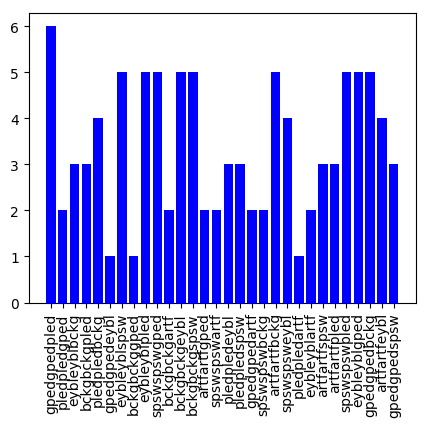 6
5
4
3
2
1
0
gpedgpedpled
pledpledgped
eybleyblbckg
bckgbckgpled
pledpledbckg
gpedgpedeybl
eybleyblspsw
bckgbckggped
eybleyblpled
spswspswgped
bckgbckgartf
bckgbckgeybl
bckgbckgspsw
artfartfgped
spswspswartf
pledpledeybl
pledpledspsw
gpedgpedartf
spswspswbckg
artfartfbckg
spswspsweybl
pledpledartf
eybleyblartf
artfartfspsw
artfartfpled
spswspswpled
eybleyblgped
gpedgpedbckg
artfartfeybl
gpedgpedspsw